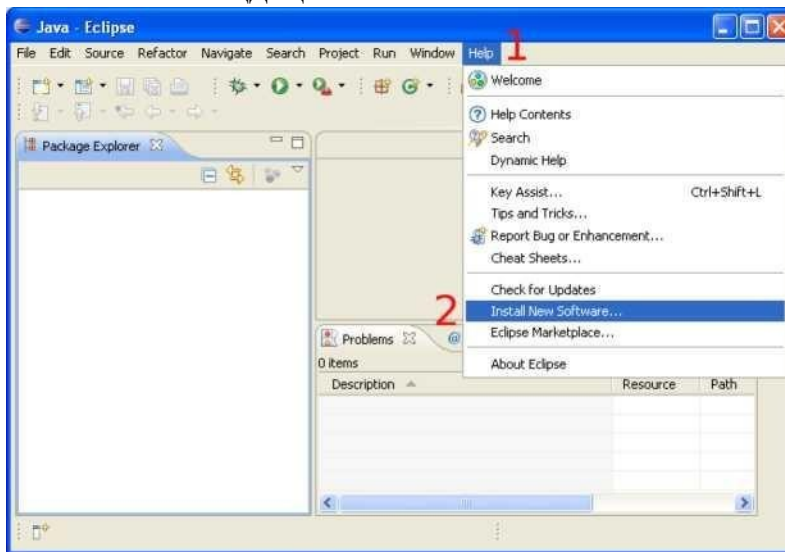 Java - Eclipse
File Edit Source Refactor Navigate Search Project Run Window Help 1
Welcome
Help Contents
Package Explorer
Search
Dynamic Help
Key Assist... Ctrl+Shift+L
Tips and Tricks...
Report Bug or Enhancement...
Cheat Sheets...
Check for Updates
2 Install New Software...
Eclipse Marketplace...
Problems @
0 items
About Eclipse
Description Resource Path